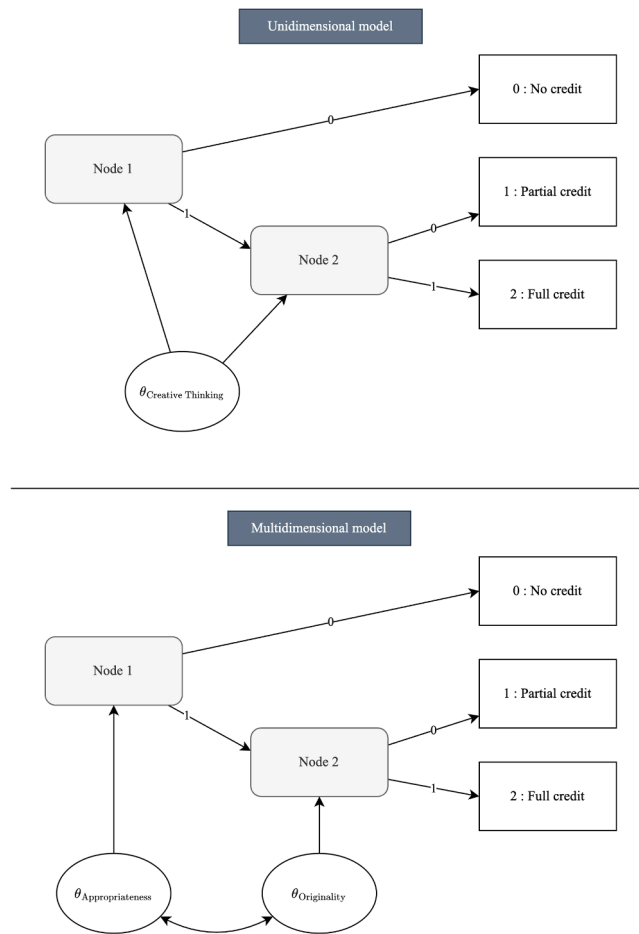 Unidimensional model
0 : No credit
0
Node 1
1 : Partial credit
1
0
Node 2
1
2 : Full credit
θCreative Thinking
Multidimensional model
0 : No credit
0
Node 1
1 : Partial credit
1
0
Node 2
1
2 : Full credit
θAppropriateness
θOriginality